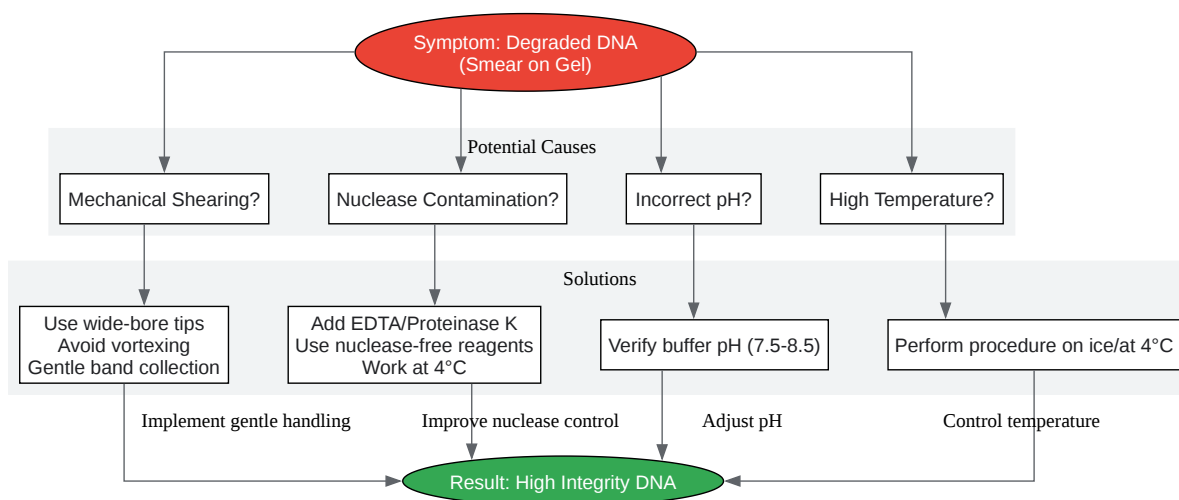 Symptom: Degraded DNA
(Smear on Gel)
Potential Causes
Mechanical Shearing?
Nuclease Contamination?
Incorrect pH?
High Temperature?
Solutions
Use wide-bore tips
Avoid vortexing
Gentle band collection
Add EDTA/Proteinase K
Use nuclease-free reagents
Work at 4°C
Verify buffer pH (7.5-8.5)
Perform procedure on ice/at 4°C
Implement gentle handling
Improve nuclease control
Adjust pH
Control temperature
Result: High Integrity DNA